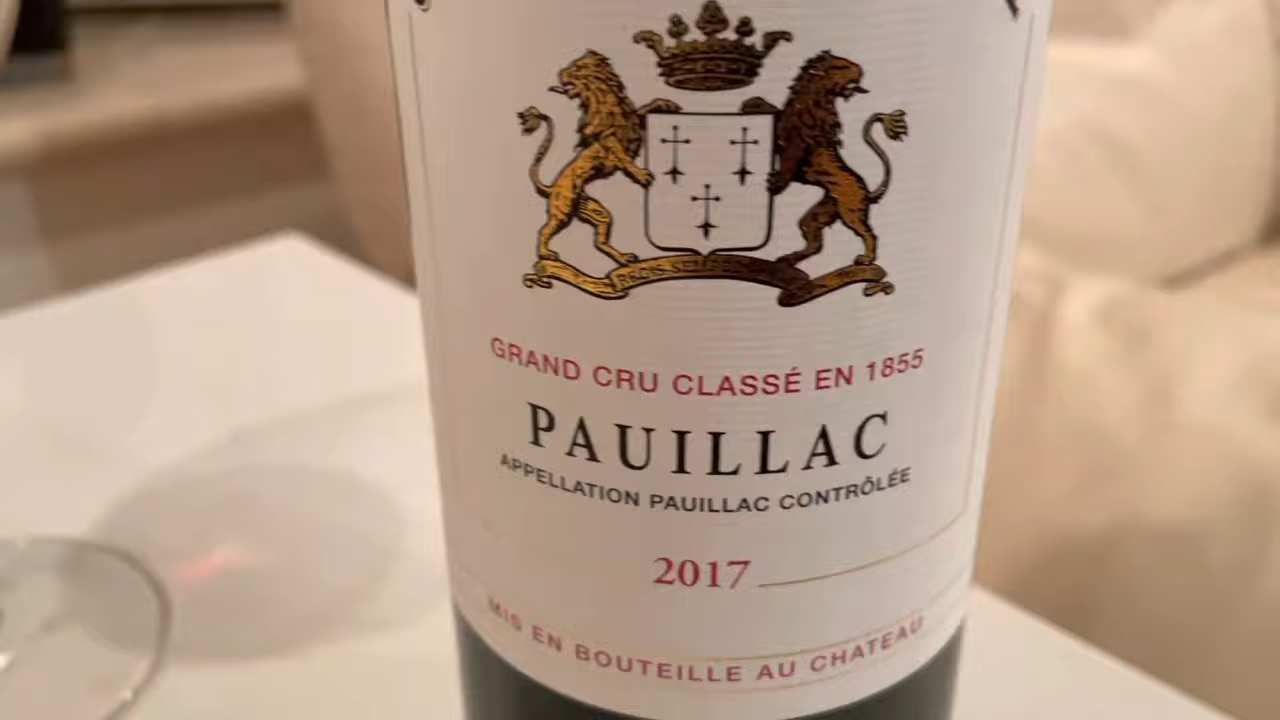 GRAND CRU CLASSÉ EN 1855
PAUILLAC
APPELLATION PAUILLAC CONTRÔLÉE
2017
MIS EN BOUTEILLE AU CHATEAU